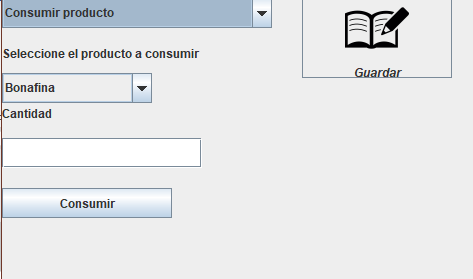 Consumir producto
Guardar
Seleccione el producto a consumir
Bonafina
Cantidad
Consumir